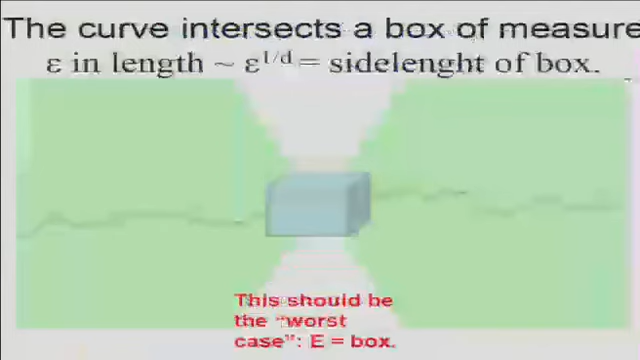 The curve intersects a box of measure
ε in length ~ ε^{1/d} = sidelenght of box.
This should be
the "worst
case": E = box.